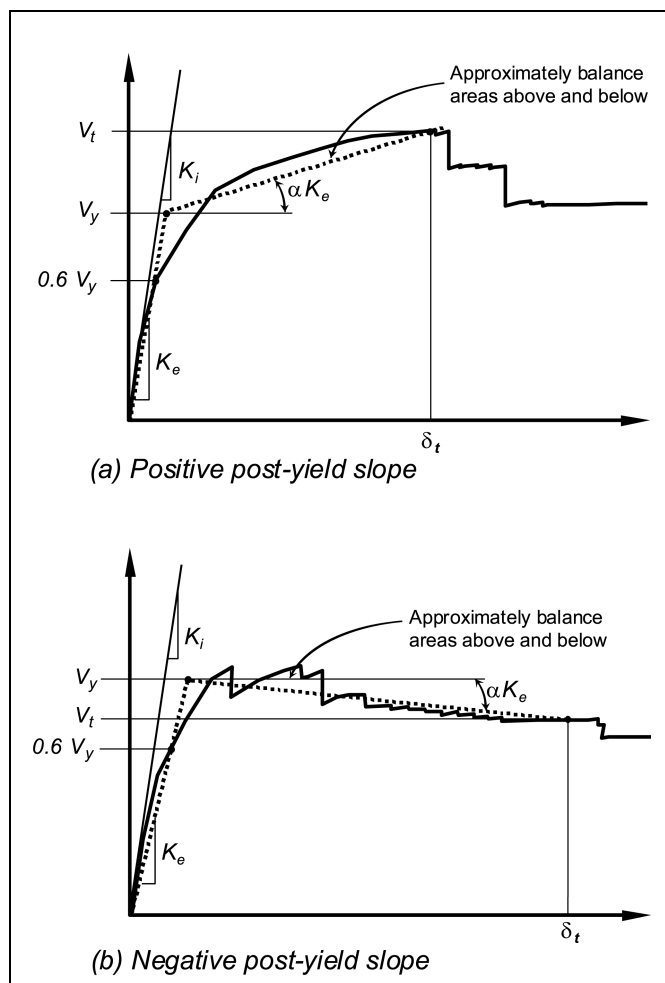 Approximately balance
areas above and below
V_t
K_i
αK_e
V_y
0.6 V_y
K_e
δ_t
(a) Positive post-yield slope
Approximately balance
areas above and below
K_i
V_y
αK_e
V_t
0.6 V_y
K_e
δ_t
(b) Negative post-yield slope